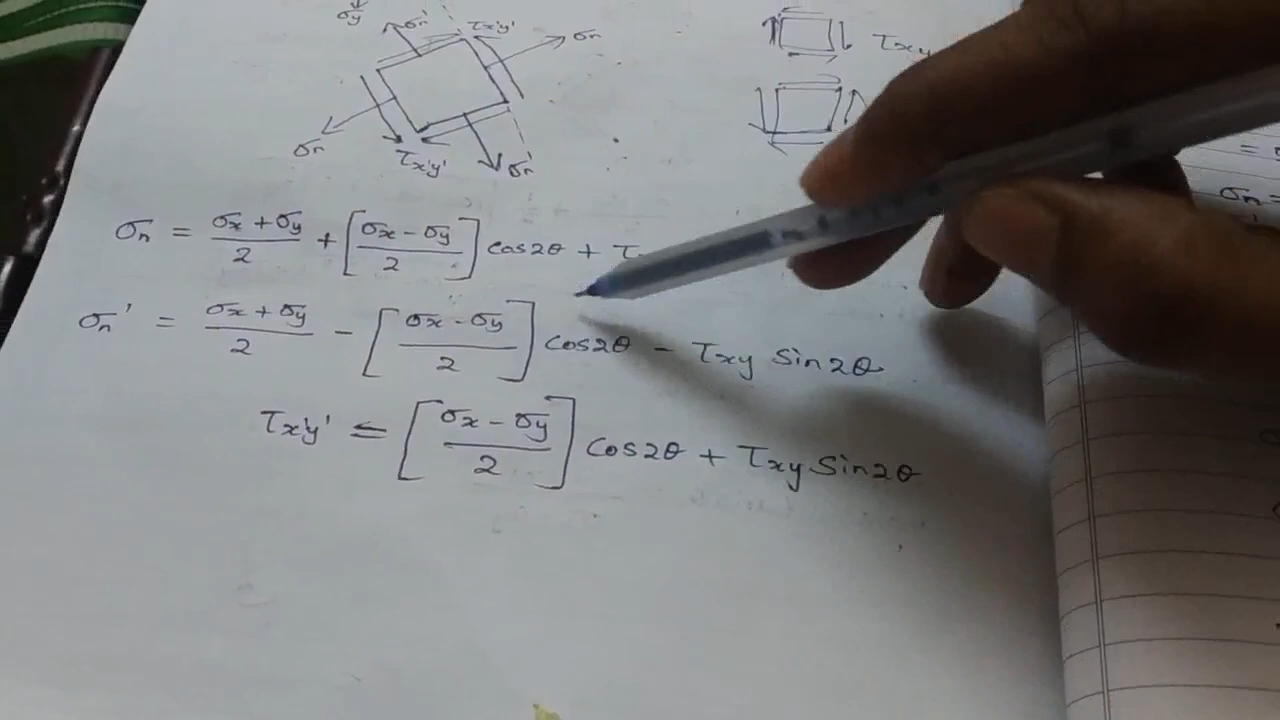 σy σn' τx'y' σn
τxy
σn τx'y' σn'
=
σn =
σn = σx + σy / 2 + [σx - σy / 2] cos2θ + τ
σn' = σx + σy / 2 - [σx - σy / 2] cos2θ - τxy sin2θ
τx'y' = [σx - σy / 2] cos2θ + τxy sin2θ